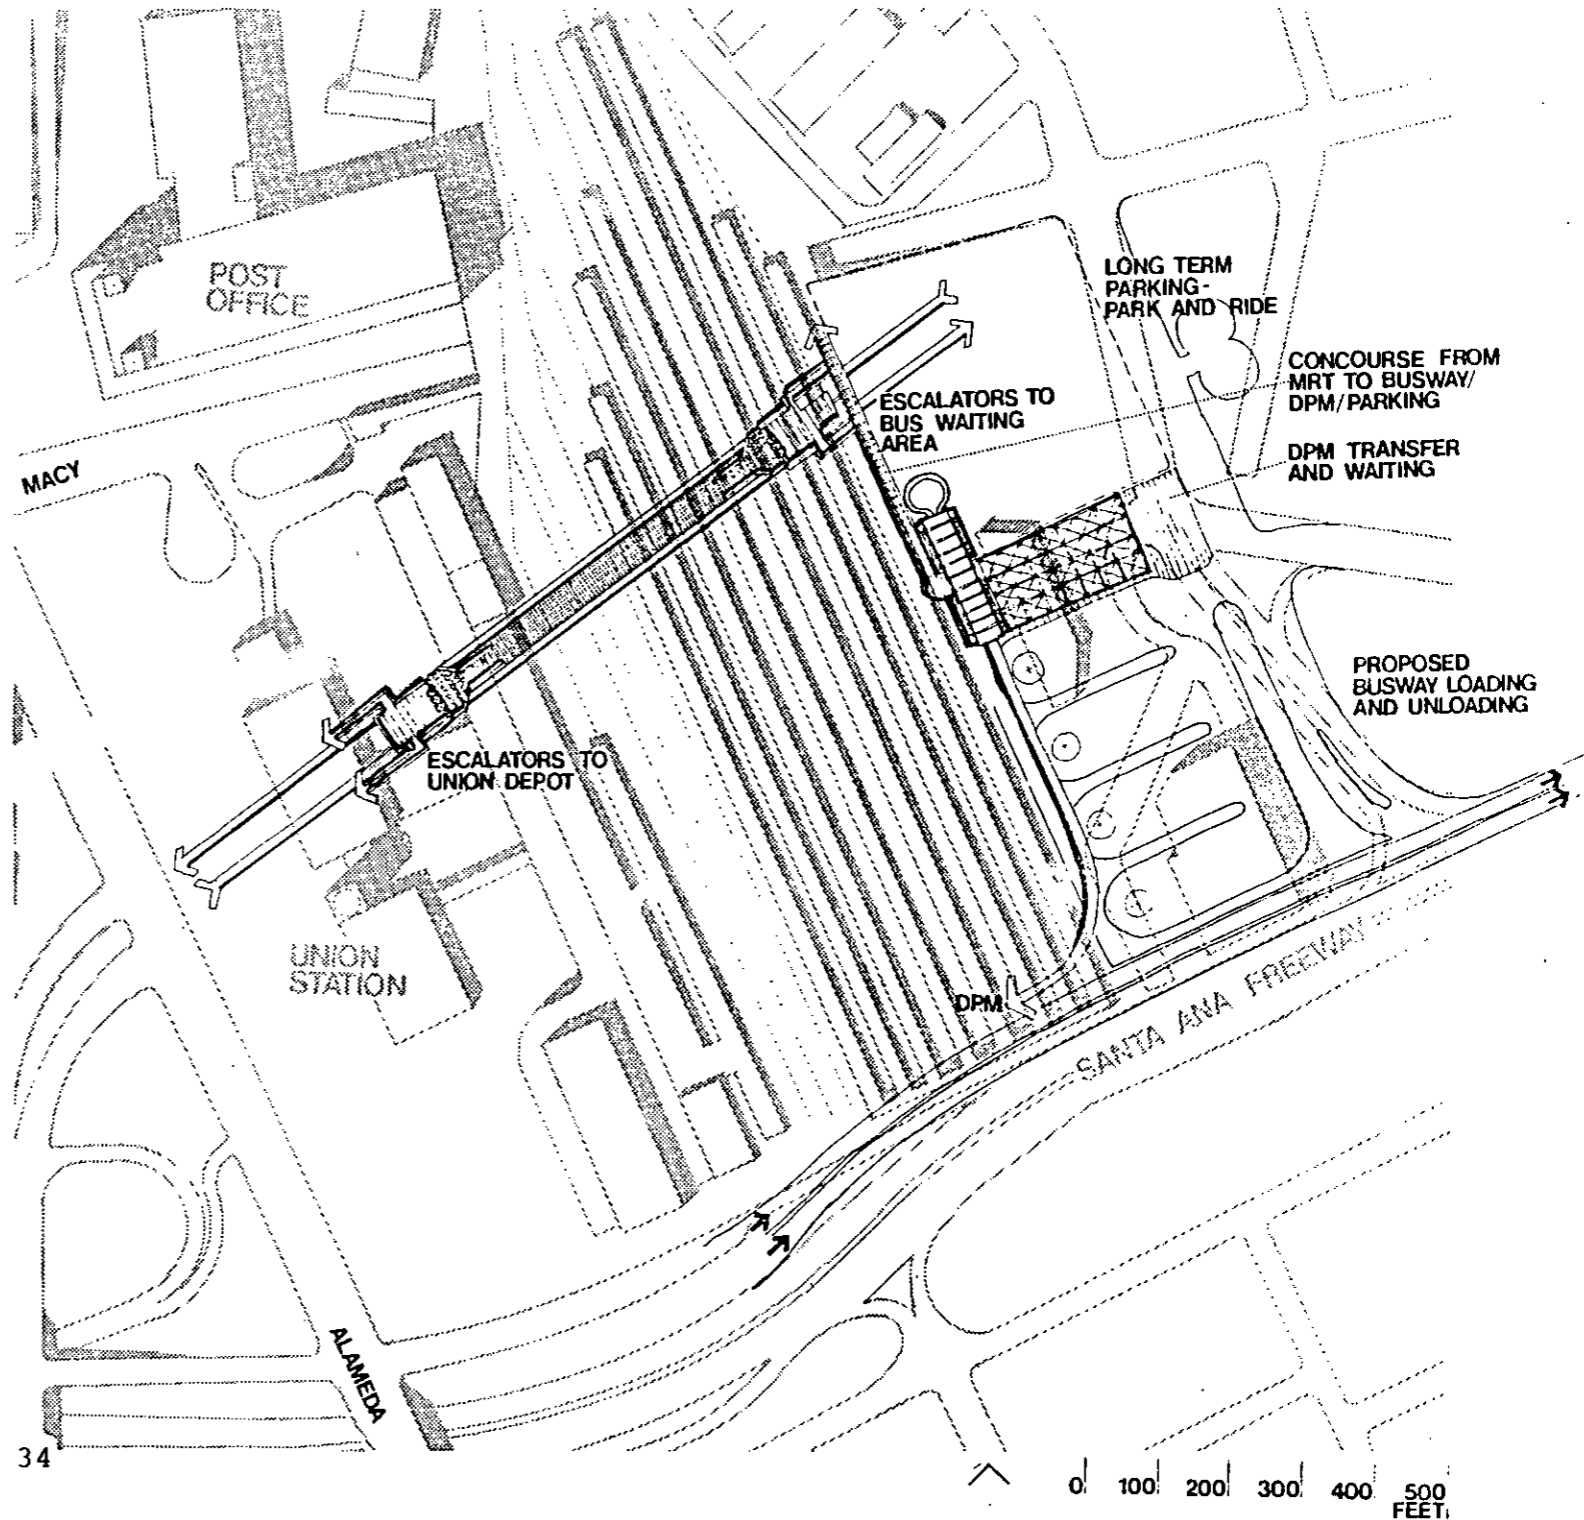 POST
OFFICE
LONG TERM
PARKING-
PARK AND RIDE
CONCOURSE FROM
MRT TO BUSWAY/
DPM/PARKING
ESCALATORS TO
BUS WAITING
AREA
DPM TRANSFER
AND WAITING
MACY
PROPOSED
BUSWAY LOADING
AND UNLOADING
ESCALATORS TO
UNION DEPOT
UNION
STATION
DPM
SANTA ANA FREEWAY
ALAMEDA
34
0 100 200 300 400 500
FEET